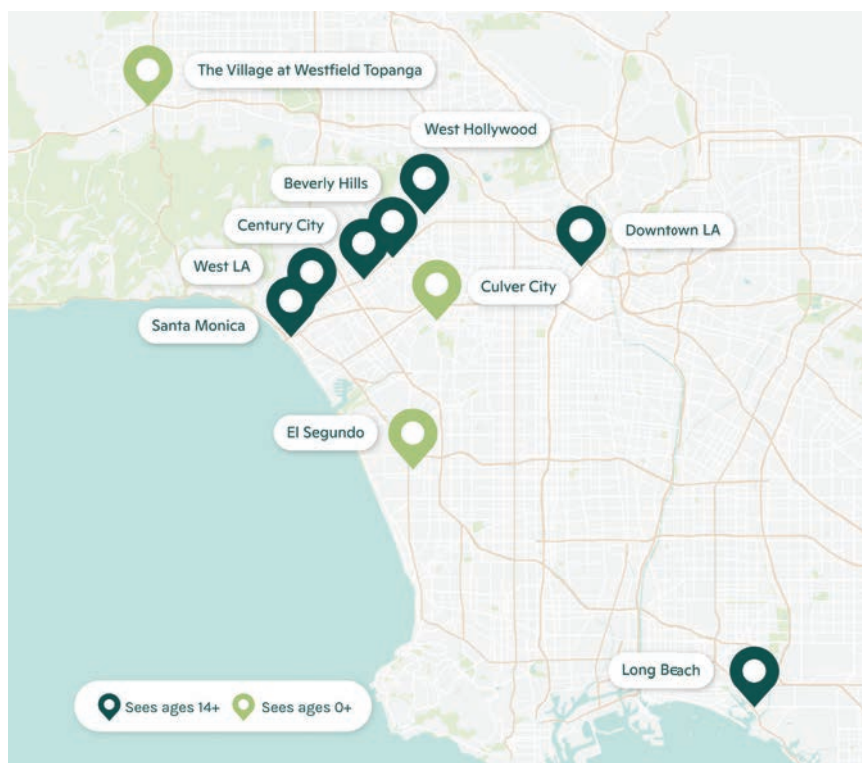 The Village at Westfield Topanga
West Hollywood
Beverly Hills
Century City
Downtown LA
West LA
Culver City
Santa Monica
El Segundo
Long Beach
Sees ages 14+
Sees ages 0+